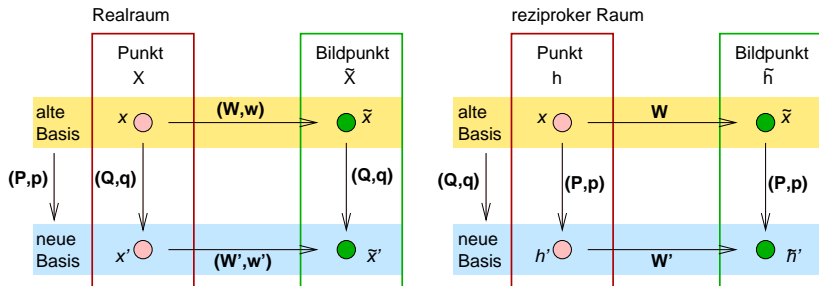 Realraum
Punkt
X
Bildpunkt
X̃
alte
Basis
x
(W,w)
x̃
(P,p)
(Q,q)
(Q,q)
neue
Basis
x'
(W',w')
x̃'
reziproker Raum
Punkt
h
Bildpunkt
h̃
alte
Basis
x
W
x̃
(Q,q)
(P,p)
(P,p)
neue
Basis
h'
W'
h̃'